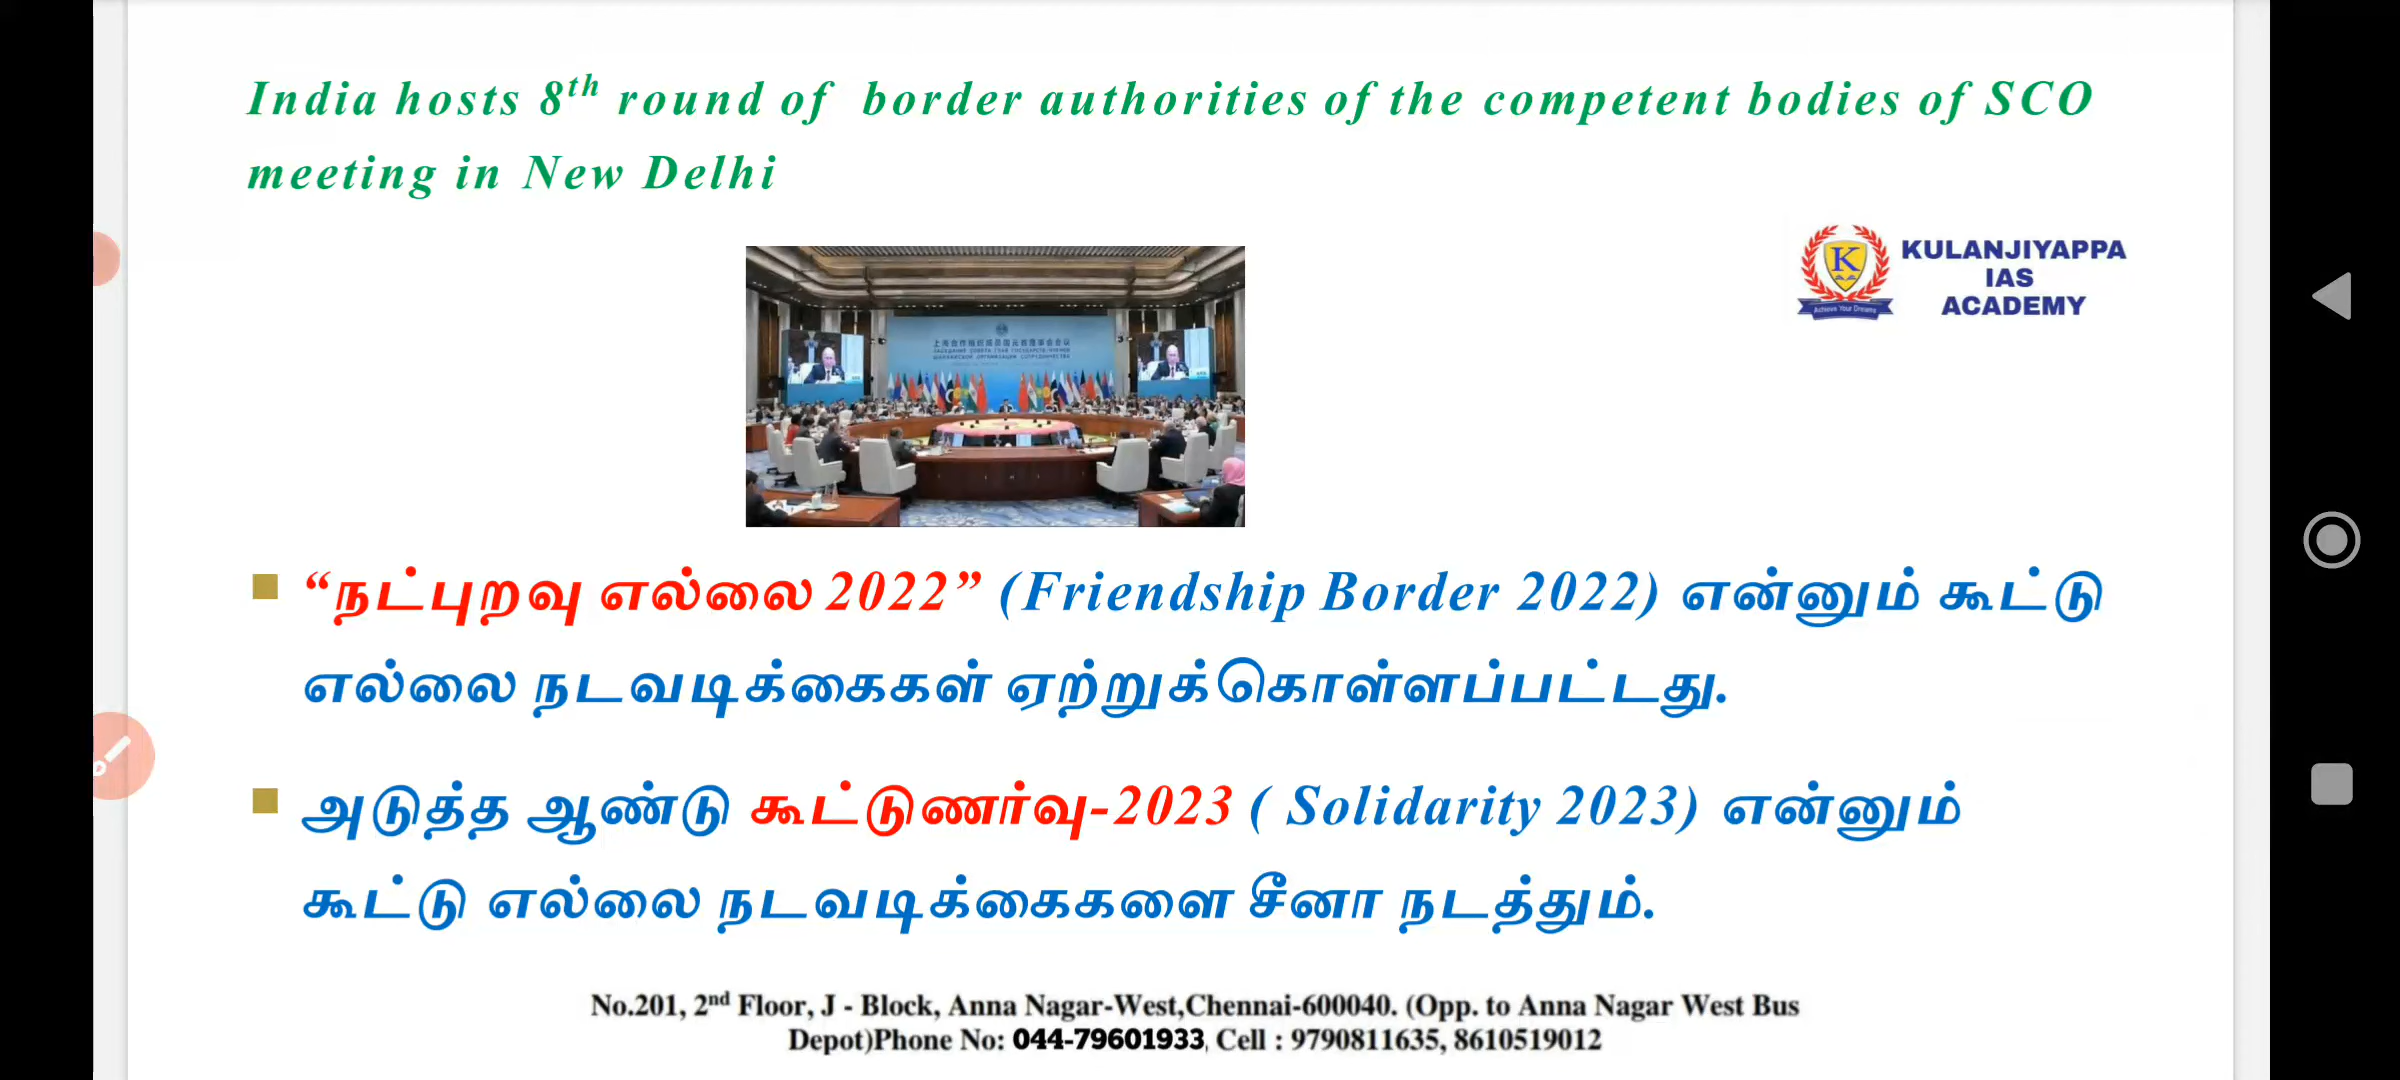 India hosts 8th round of border authorities of the competent bodies of SCO
meeting in New Delhi
KULANJIYAPPA
IAS
ACADEMY
K
Achieve Your Dreams
“நட்புறவு எல்லை 2022” (Friendship Border 2022) என்னும் கூட்டு
எல்லை நடவடிக்கைகள் ஏற்றுக்கொள்ளப்பட்டது.
அடுத்த ஆண்டு கூட்டுணர்வு-2023 ( Solidarity 2023) என்னும்
கூட்டு எல்லை நடவடிக்கைகளை சீனா நடத்தும்.
No.201, 2nd Floor, J - Block, Anna Nagar-West,Chennai-600040. (Opp. to Anna Nagar West Bus
Depot)Phone No: 044-79601933, Cell : 9790811635, 8610519012